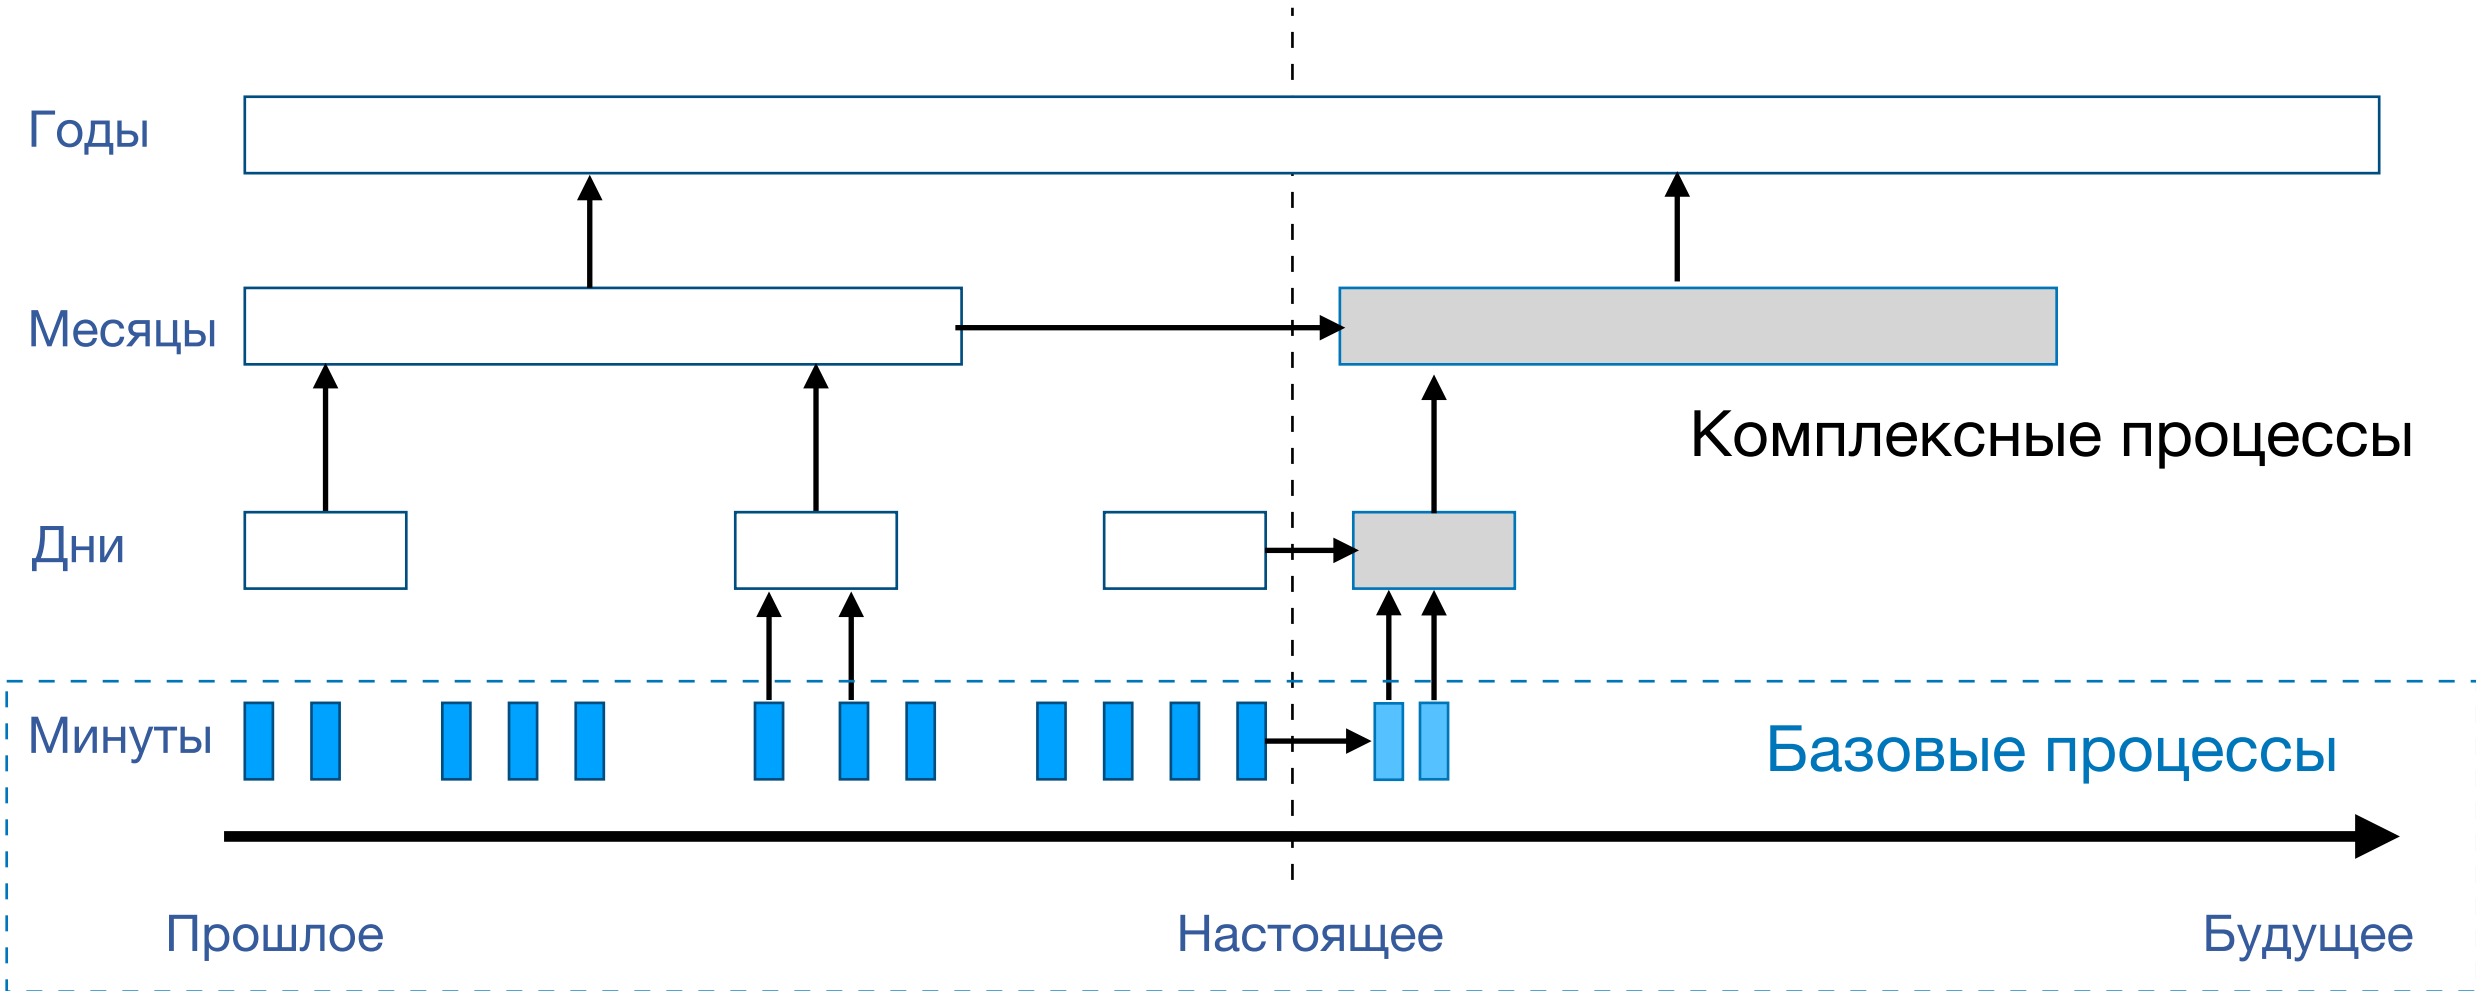 Годы
Месяцы
Комплексные процессы
Дни
Минуты
Базовые процессы
Прошлое
Настоящее
Будущее